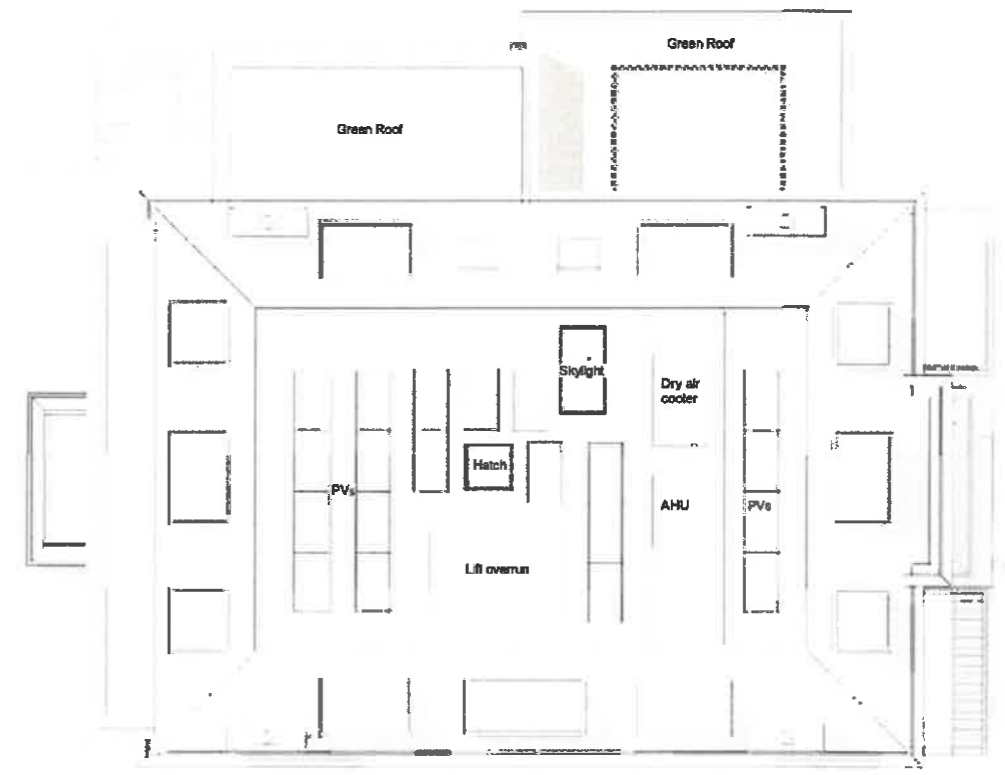 Green Roof
Green Roof
Skylight
Dry air
cooler
Hatch
PVs
AHU
PVs
Lift overrun